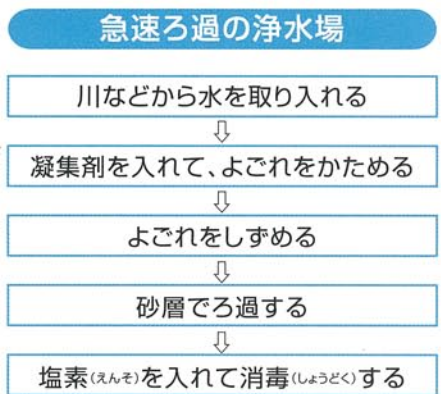 急速ろ過の浄水場
川などから水を取り入れる
⇩
凝集剤を入れて、よごれをかためる
⇩
よごれをしずめる
⇩
砂層でろ過する
⇩
塩素(えんそ)を入れて消毒(しょうどく)する